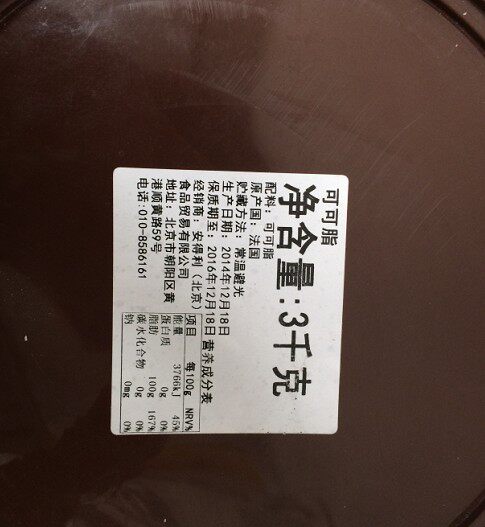 可可脂
净含量:3千克
配料: 可可脂
原产国: 法国
贮藏方法: 常温避光
生产日期: 2014年12月18日
保质期至: 2016年12月18日
经销商: 安得利（北京）
食品贸易有限公司
地址: 北京市朝阳区黄
港顺黄路59号
电话:010-8586161
营养成分表
项目 每100g NRV%
能量 3766kJ 45%
蛋白质 0g 0%
脂肪 100g 167%
碳水化合物 0g 0%
钠 0mg 0%